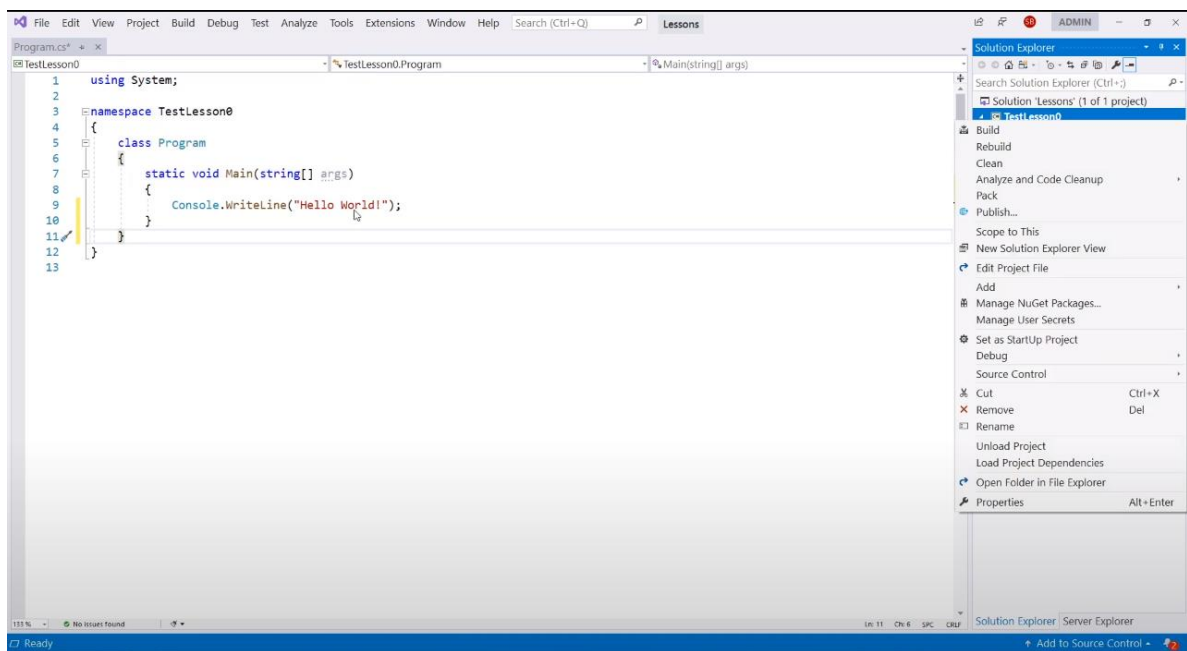 File Edit View Project Build Debug Test Analyze Tools Extensions Window Help Search (Ctrl+Q) Lessons SB ADMIN
Program.cs*
TestLesson0 TestLesson0.Program Main(string[] args)
1 using System;
2
3 namespace TestLesson0
4 {
5 class Program
6 {
7 static void Main(string[] args)
8 {
9 Console.WriteLine("Hello World!");
10 }
11 }
12 }
13
Solution Explorer
Search Solution Explorer (Ctrl+;)
Solution 'Lessons' (1 of 1 project)
TestLesson0
Build
Rebuild
Clean
Analyze and Code Cleanup
Pack
Publish...
Scope to This
New Solution Explorer View
Edit Project File
Add
Manage NuGet Packages...
Manage User Secrets
Set as StartUp Project
Debug
Source Control
Cut Ctrl+X
Remove Del
Rename
Unload Project
Load Project Dependencies
Open Folder in File Explorer
Properties Alt+Enter
131 % No issues found Ln: 11 Ch: 6 SPC CRLF
Solution Explorer Server Explorer
Ready Add to Source Control 2